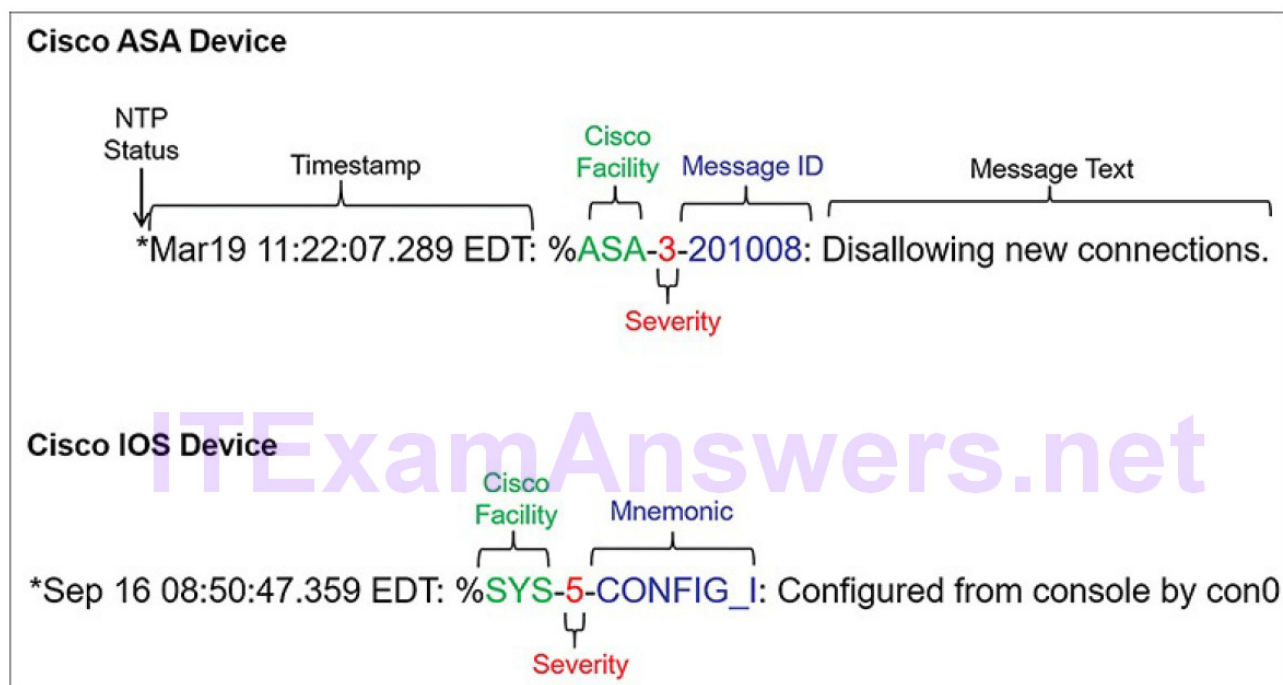 Cisco ASA Device
NTP
Status
Timestamp
Cisco
Facility
Message ID
Message Text
*Mar19 11:22:07.289 EDT: %ASA-3-201008: Disallowing new connections.
Severity
ITExamAnswers.net
Cisco IOS Device
Cisco
Facility
Mnemonic
*Sep 16 08:50:47.359 EDT: %SYS-5-CONFIG_I: Configured from console by con0
Severity